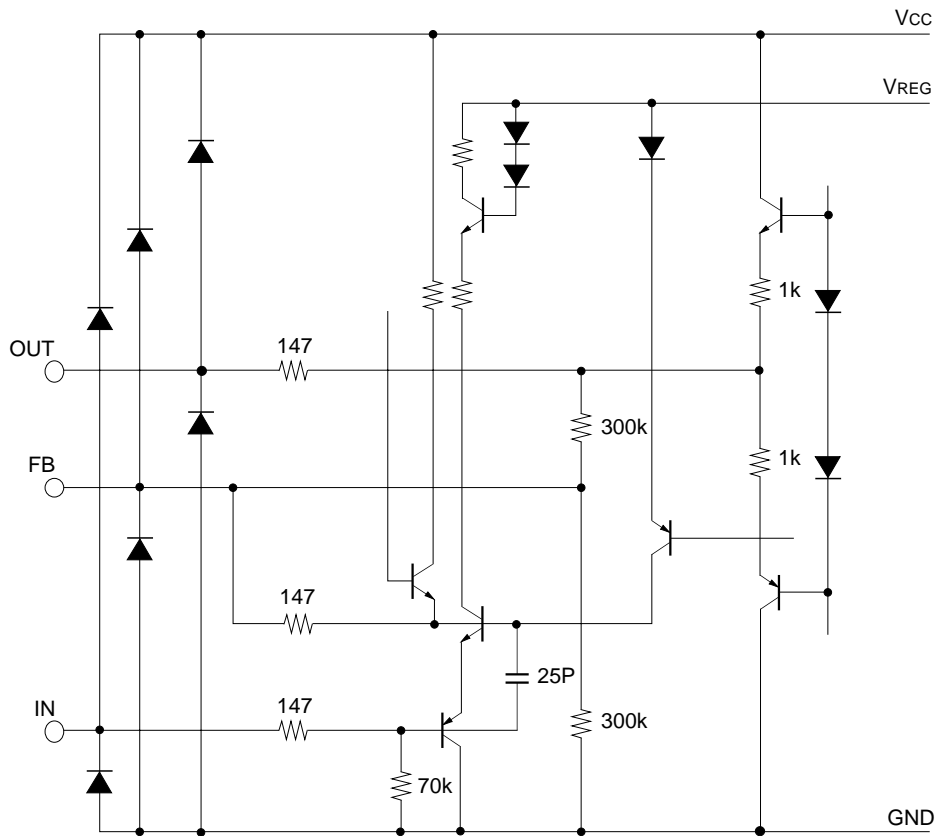 VCC
VREG
1k
OUT
147
300k
1k
FB
147
25P
IN
147
300k
70k
GND